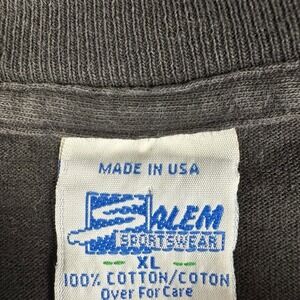 MADE IN USA
SALEM
SPORTSWEAR
XL
100% COTTON/COTON
Over For Care